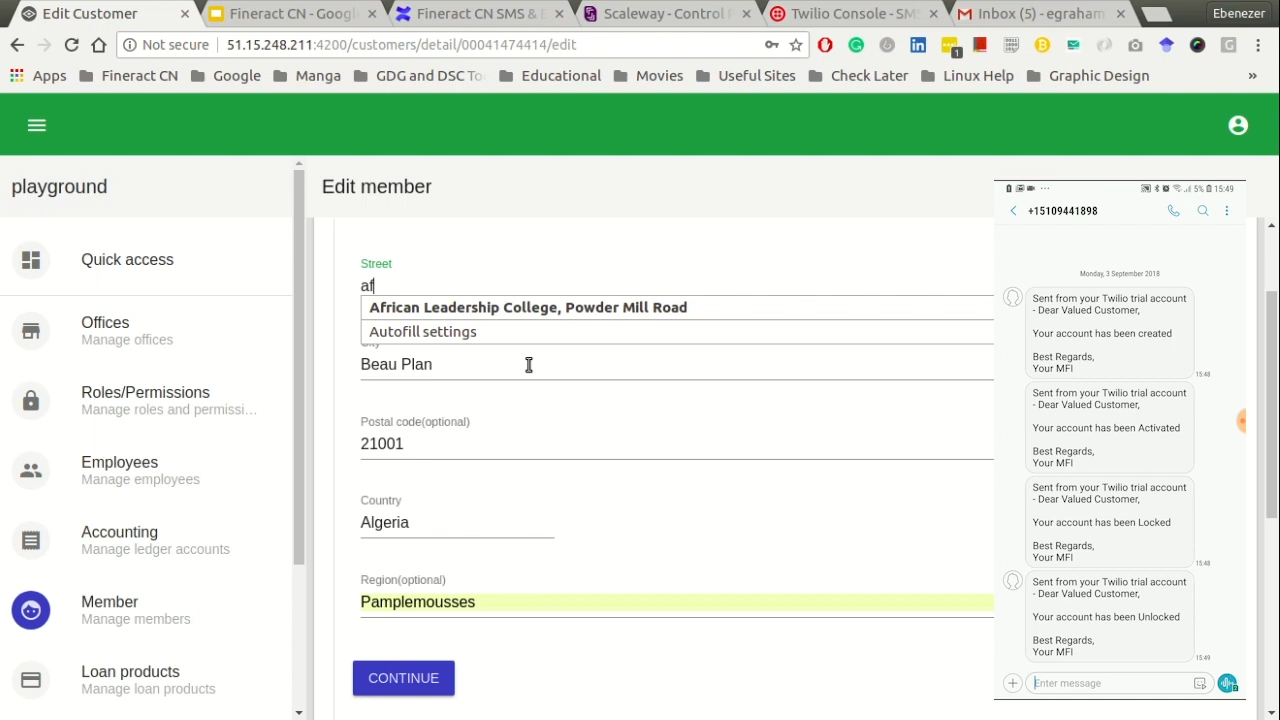 Edit Customer
Fineract CN - Googl
Fineract CN SMS & E
Scaleway - Control P
Twilio Console - SM
Inbox (5) - egraham
Ebenezer
Not secure
51.15.248.211:4200/customers/detail/00041474414/edit
1
Apps
Fineract CN
Google
Manga
GDG and DSC To
Educational
Movies
Useful Sites
Check Later
Linux Help
Graphic Design
»
playground
Edit member
Quick access
Offices
Manage offices
Roles/Permissions
Manage roles and permissi…
Employees
Manage employees
Accounting
Manage ledger accounts
Member
Manage members
Loan products
Manage loan products
Street
af
African Leadership College, Powder Mill Road
Autofill settings
Beau Plan
Postal code(optional)
21001
Country
Algeria
Region(optional)
Pamplemousses
CONTINUE
5% 15:49
+15109441898
Monday, 3 September 2018
Sent from your Twilio trial account
- Dear Valued Customer,
Your account has been created
Best Regards,
Your MFI
15:48
Sent from your Twilio trial account
- Dear Valued Customer,
Your account has been Activated
Best Regards,
Your MFI
Sent from your Twilio trial account
- Dear Valued Customer,
Your account has been Locked
Best Regards,
Your MFI
15:48
Sent from your Twilio trial account
- Dear Valued Customer,
Your account has been Unlocked
Best Regards,
Your MFI
15:49
Enter message